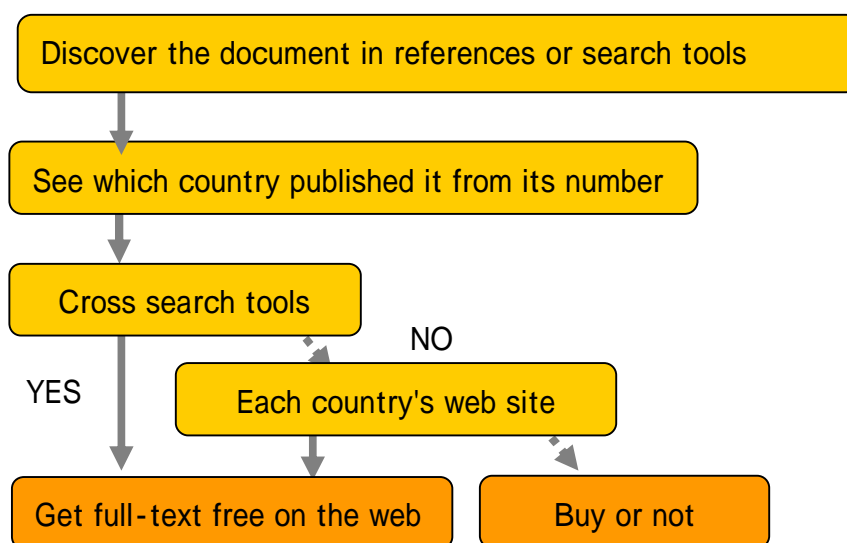 Discover the document in references or search tools
See which country published it from its number
Cross search tools
NO
YES
Each country's web site
Get full-text free on the web
Buy or not